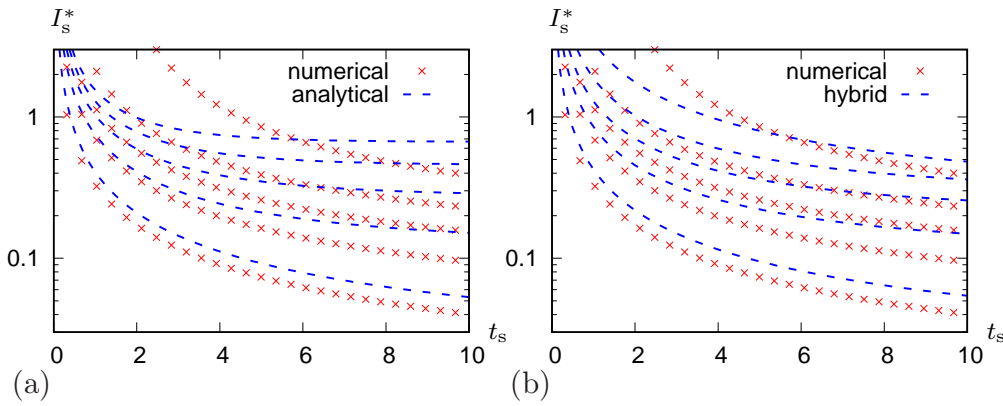 I*s
numerical
analytical
1
0.1
0 2 4 6 8 10
ts
(a)
I*s
numerical
hybrid
1
0.1
0 2 4 6 8 10
ts
(b)